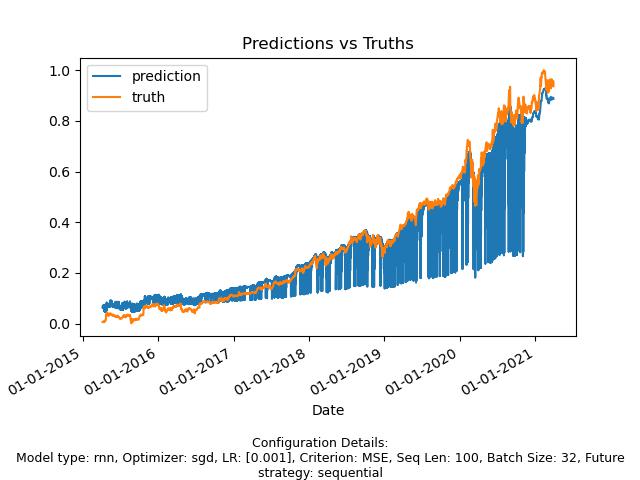 Predictions vs Truths
prediction
truth
1.0
0.8
0.6
0.4
0.2
0.0
01-01-2015
01-01-2016
01-01-2017
01-01-2018
01-01-2019
01-01-2020
01-01-2021
Date
Configuration Details:
Model type: rnn, Optimizer: sgd, LR: [0.001], Criterion: MSE, Seq Len: 100, Batch Size: 32, Future
strategy: sequential